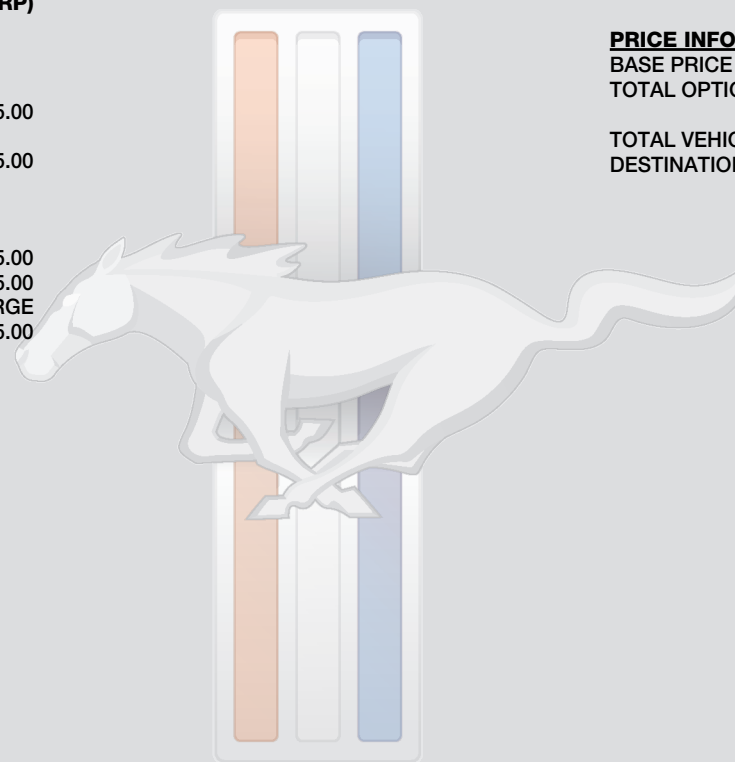 RP)
5.00
5.00
5.00
5.00
RGE
5.00
PRICE INFO
BASE PRICE
TOTAL OPTIO
TOTAL VEHIC
DESTINATION